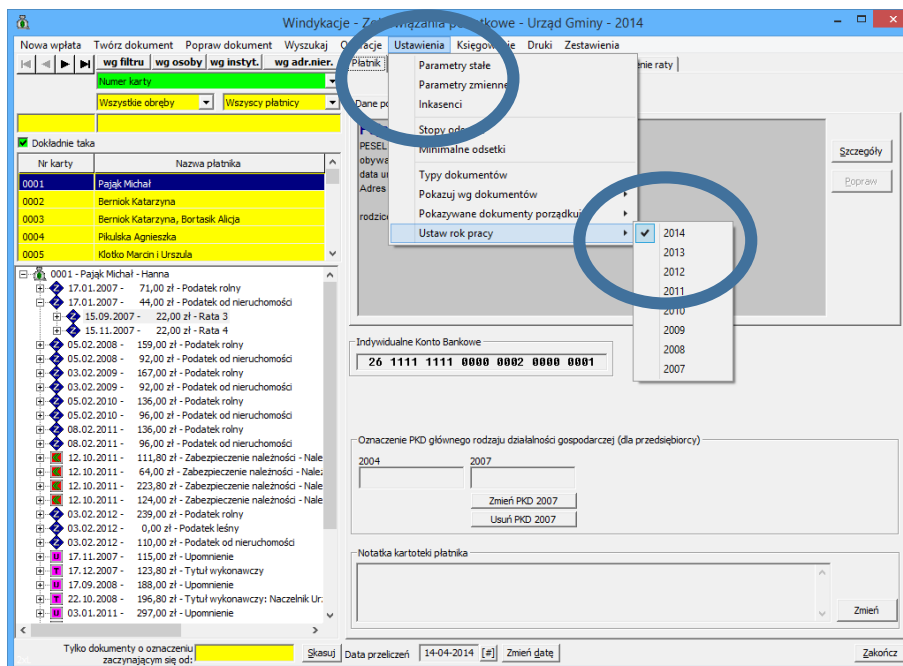 Windykacje - Zobowiązania podatkowe - Urząd Gminy - 2014
Nowa wpłata Twórz dokument Popraw dokument Wyszukaj Operacje Ustawienia Księgowanie Druki Zestawienia
wg filtru wg osoby wg instyt. wg adr.nier.
Płatnik nie raty
Numer karty
Wszystkie obręby Wszyscy płatnicy
Dane po
Dokładnie taka
Nr karty Nazwa płatnika
0001 Pająk Michał
0002 Berniok Katarzyna
0003 Berniok Katarzyna, Bortasik Alicja
0004 Pikulska Agnieszka
0005 Klotko Marcin i Urszula
PESEL
obywa
data ur
Adres
rodzice
Szczegóły
Popraw
Parametry stałe
Parametry zmienne
Inkasenci
Stopy odsetek
Minimalne odsetki
Typy dokumentów
Pokazuj wg dokumentów
Pokazywane dokumenty porządkuj
Ustaw rok pracy
2014
2013
2012
2011
2010
2009
2008
2007
0001 - Pająk Michał - Hanna
17.01.2007 - 71,00 zł - Podatek rolny
17.01.2007 - 44,00 zł - Podatek od nieruchomości
15.09.2007 - 22,00 zł - Rata 3
15.11.2007 - 22,00 zł - Rata 4
05.02.2008 - 159,00 zł - Podatek rolny
05.02.2008 - 92,00 zł - Podatek od nieruchomości
03.02.2009 - 167,00 zł - Podatek rolny
03.02.2009 - 92,00 zł - Podatek od nieruchomości
05.02.2010 - 136,00 zł - Podatek rolny
05.02.2010 - 96,00 zł - Podatek od nieruchomości
08.02.2011 - 136,00 zł - Podatek rolny
08.02.2011 - 96,00 zł - Podatek od nieruchomości
12.10.2011 - 111,80 zł - Zabezpieczenie należności - Nale
12.10.2011 - 64,00 zł - Zabezpieczenie należności - Należ
12.10.2011 - 223,80 zł - Zabezpieczenie należności - Nale
12.10.2011 - 124,00 zł - Zabezpieczenie należności - Nale
03.02.2012 - 239,00 zł - Podatek rolny
03.02.2012 - 0,00 zł - Podatek leśny
03.02.2012 - 110,00 zł - Podatek od nieruchomości
17.11.2007 - 115,00 zł - Upomnienie
17.12.2007 - 123,80 zł - Tytuł wykonawczy
17.09.2008 - 188,00 zł - Upomnienie
22.10.2008 - 196,80 zł - Tytuł wykonawczy: Naczelnik Ur:
03.01.2011 - 297,00 zł - Upomnienie
Indywidualne Konto Bankowe
26 1111 1111 0000 0002 0000 0001
Oznaczenie PKD głównego rodzaju działalności gospodarczej (dla przedsiębiorcy)
2004 2007
Zmień PKD 2007
Usuń PKD 2007
Notatka kartoteki płatnika
Zmień
Tylko dokumenty o oznaczeniu zaczynającym się od:
Skasuj Data przeliczeń 14-04-2014 [#] Zmień datę Zakończ